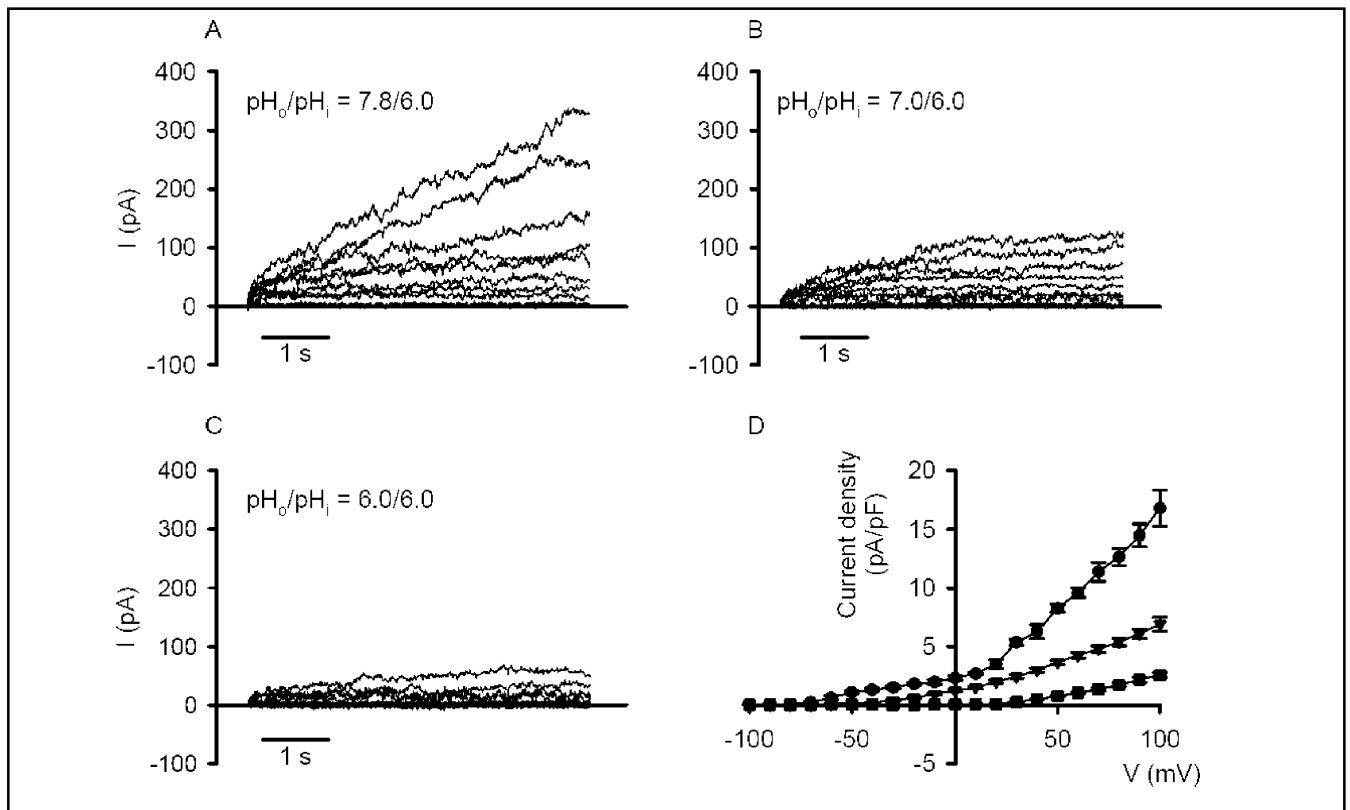 A
400
300
200
100
0
-100
I (pA)
pHo/pHi = 7.8/6.0
1 s
B
400
300
200
100
0
-100
pHo/pHi = 7.0/6.0
1 s
C
400
300
200
100
0
-100
I (pA)
pHo/pHi = 6.0/6.0
1 s
D
Current density
(pA/pF)
20
15
10
5
-5
-100
-50
50
100
V (mV)